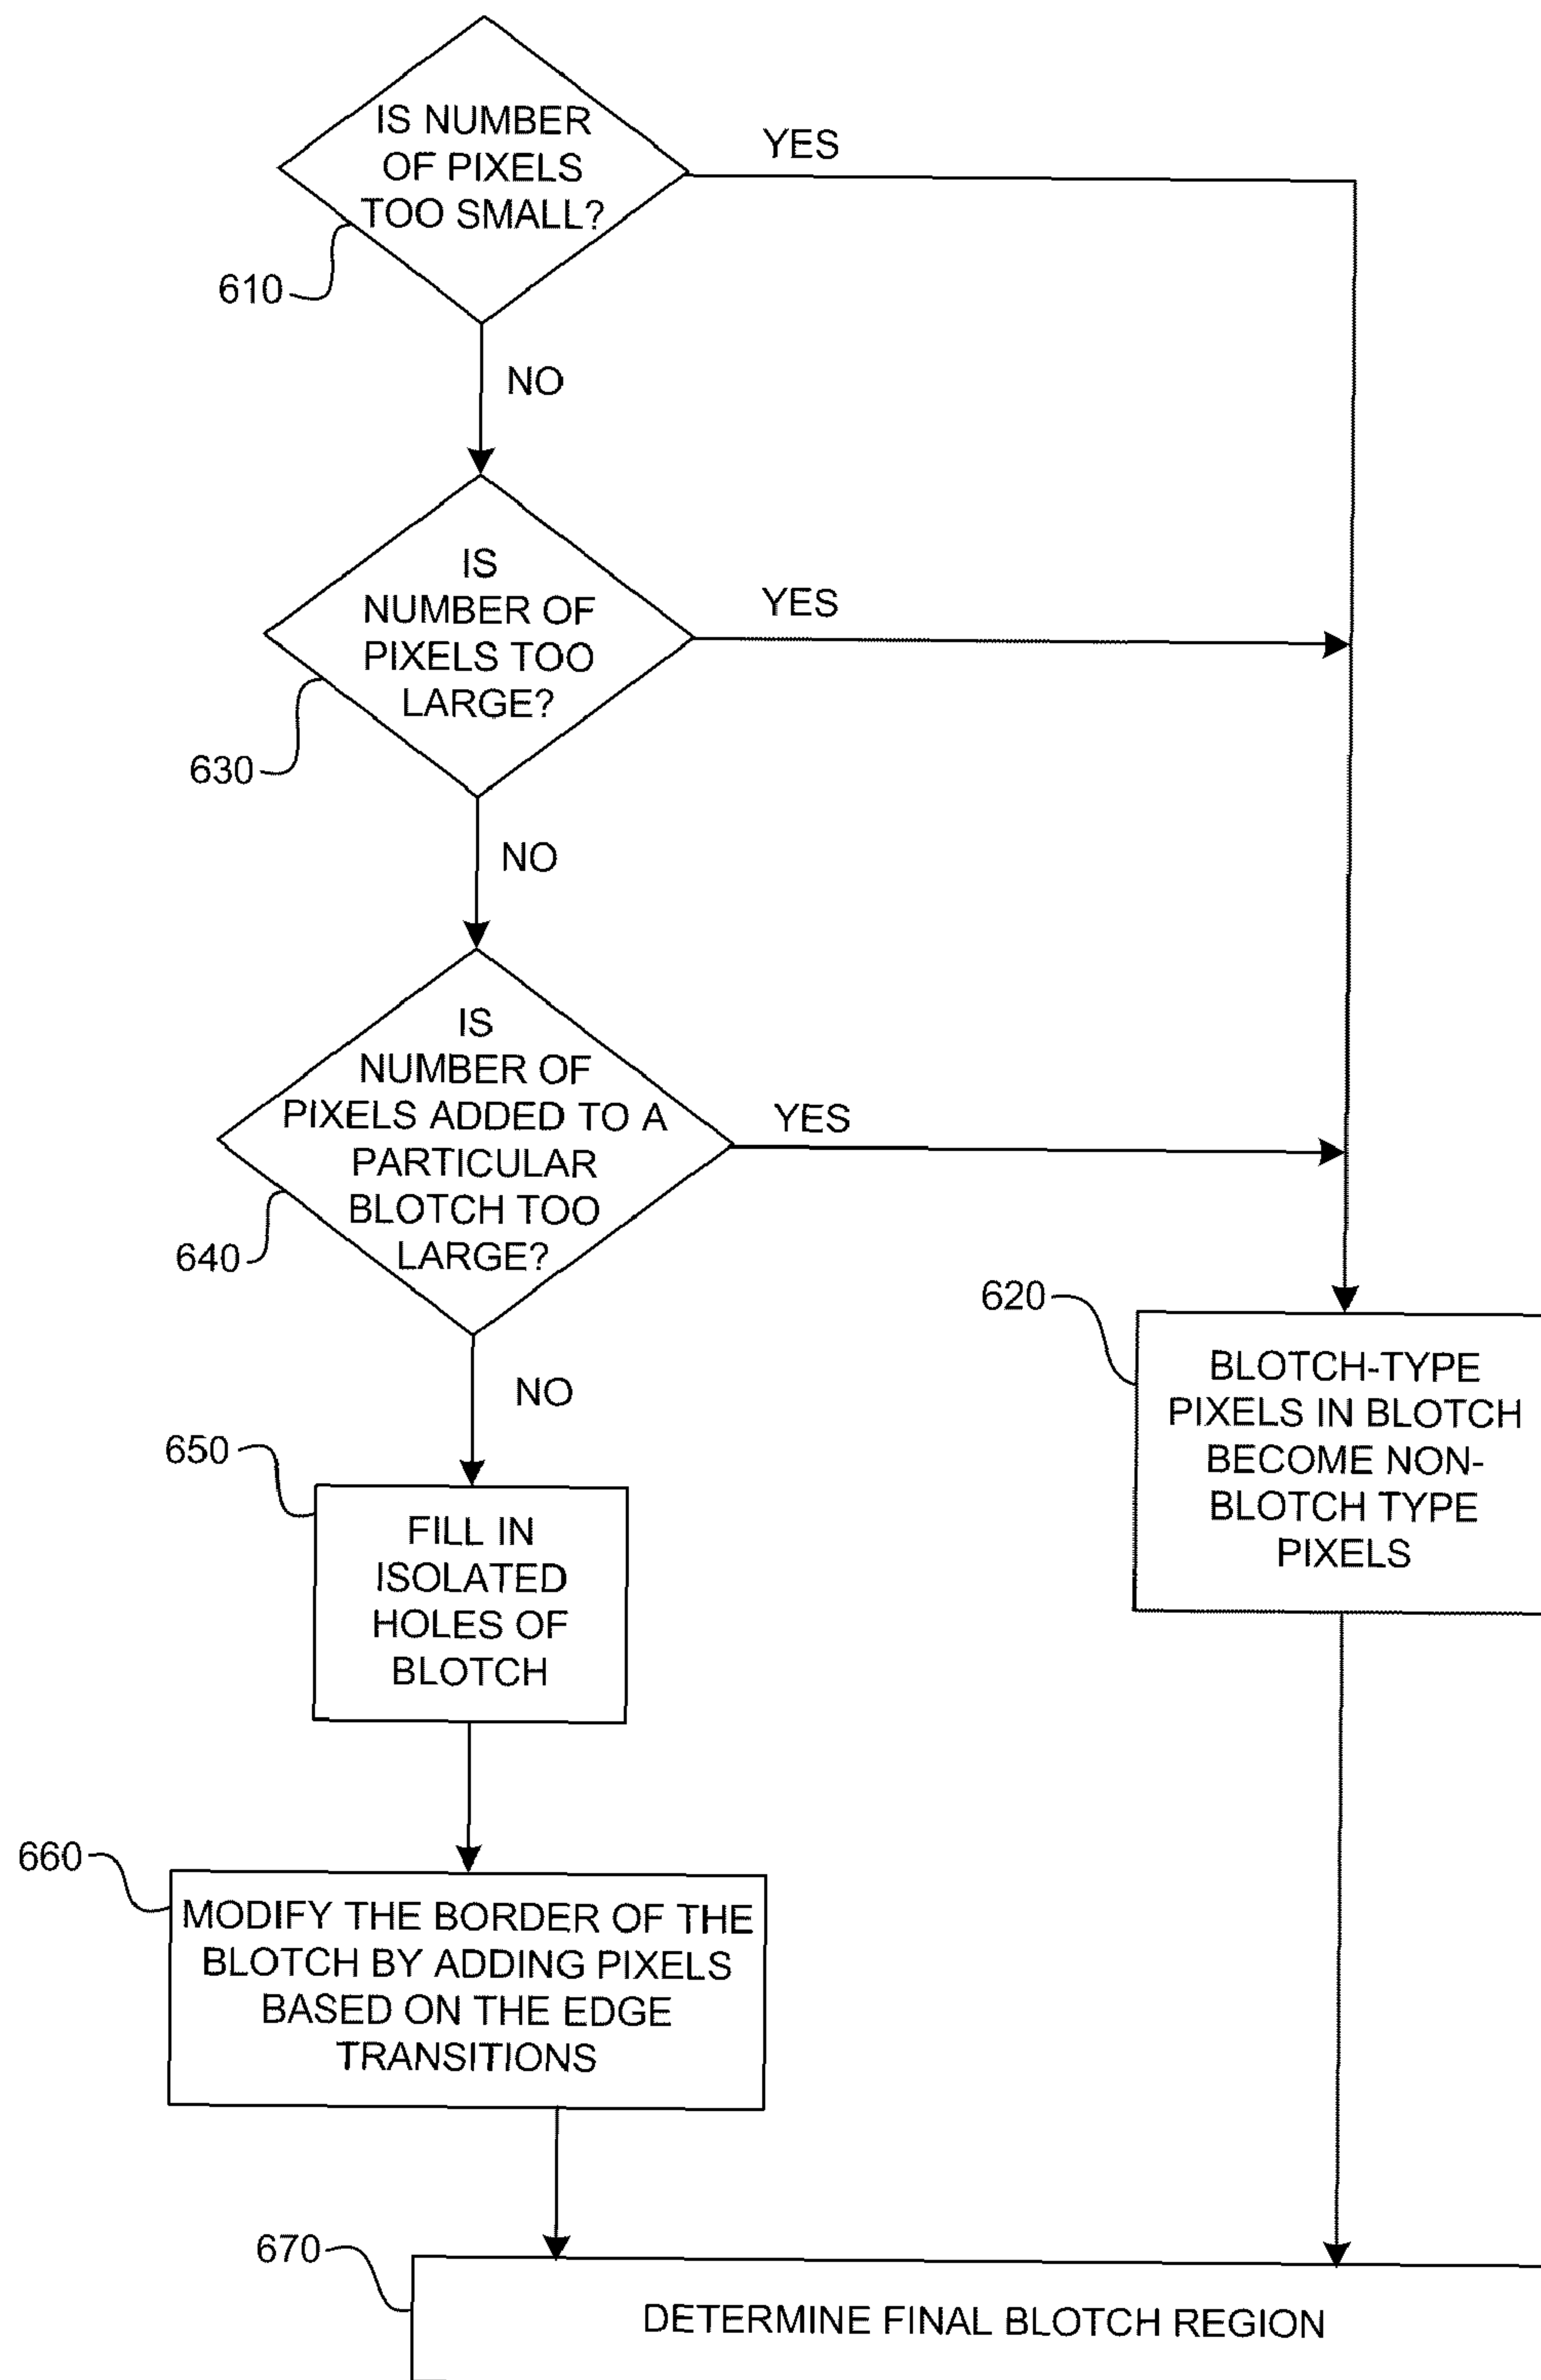 IS NUMBER
OF PIXELS
TOO SMALL?
YES
610
NO
IS
NUMBER OF
PIXELS TOO
LARGE?
YES
630
NO
IS
NUMBER OF
PIXELS ADDED TO A
PARTICULAR
BLOTCH TOO
LARGE?
YES
640
NO
620
BLOTCH-TYPE
PIXELS IN BLOTCH
BECOME NON-
BLOTCH TYPE
PIXELS
650
FILL IN
ISOLATED
HOLES OF
BLOTCH
660
MODIFY THE BORDER OF THE
BLOTCH BY ADDING PIXELS
BASED ON THE EDGE
TRANSITIONS
670
DETERMINE FINAL BLOTCH REGION